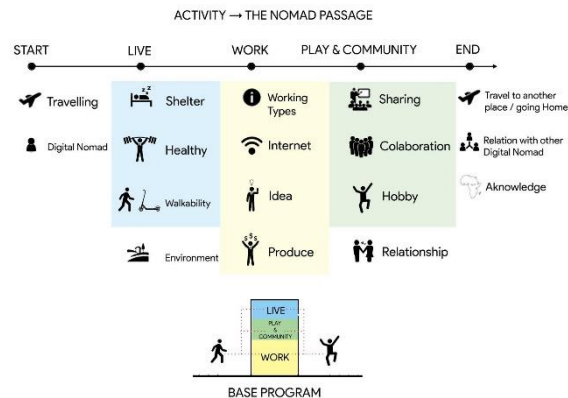 ACTIVITY → THE NOMAD PASSAGE
START
LIVE
WORK
PLAY & COMMUNITY
END
Travelling
Digital Nomad
Shelter
Healthy
Walkability
Environment
Working
Types
Internet
Idea
Produce
Sharing
Colaboration
Hobby
Relationship
Travel to another
place / going Home
Relation with other
Digital Nomad
Aknowledge
LIVE
PLAY
&
COMMUNITY
WORK
BASE PROGRAM